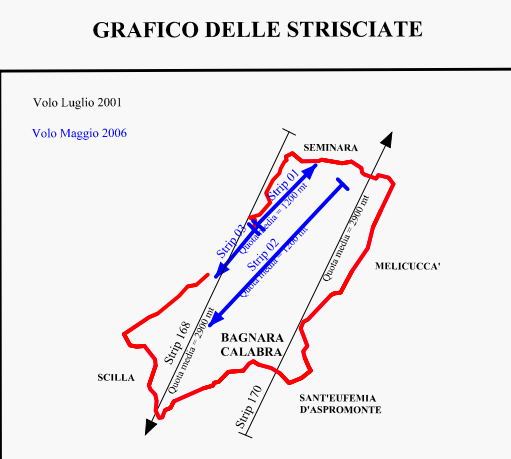 GRAFICO DELLE STRISCIATE
Volo Luglio 2001
Volo Maggio 2006
SEMINARA
Strip 01
Quota media = 1200 mt
Strip 03
Strip 02
Quota media = 1200 mt
Quota media = 2900 mt
MELICUCCA'
Strip 168
Quota media = 2900 mt
BAGNARA
CALABRA
SCILLA
Strip 170
SANT'EUFEMIA
D'ASPROMONTE